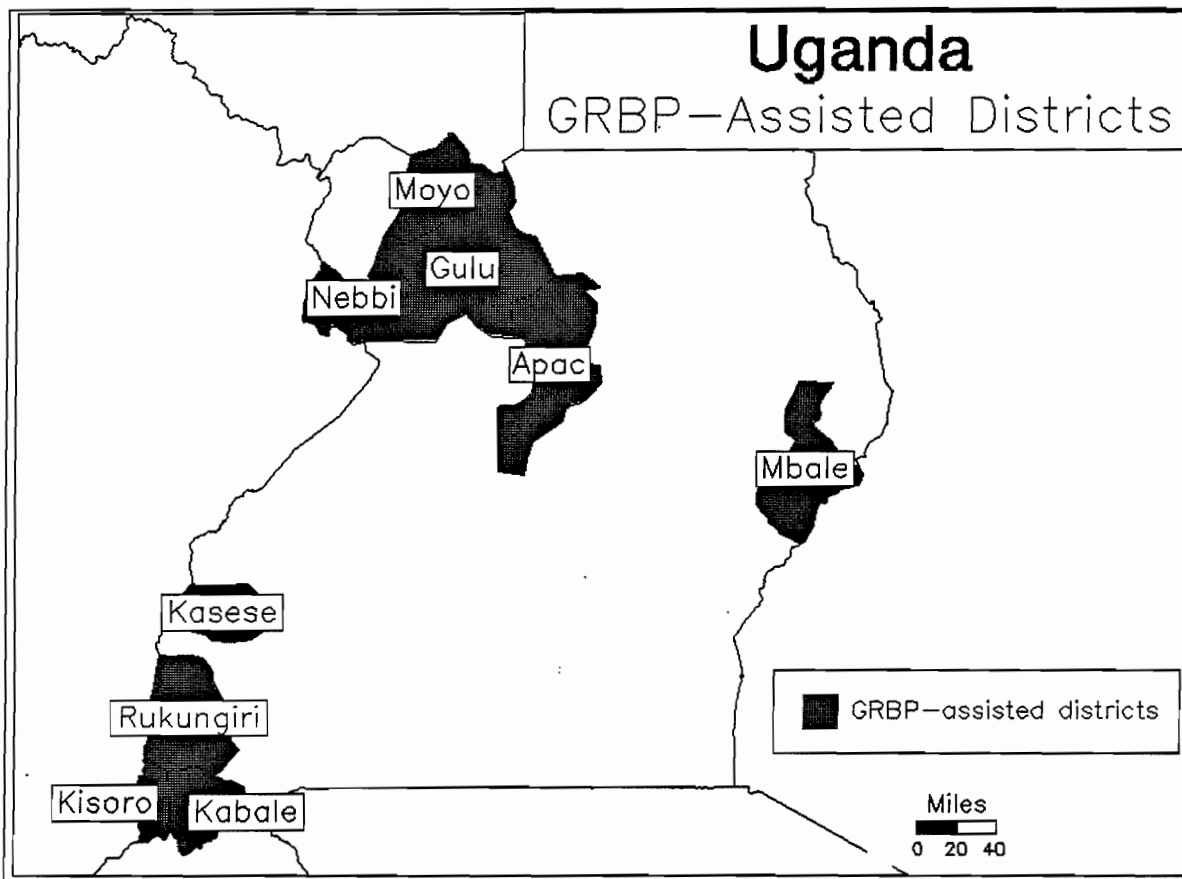 Uganda
GRBP-Assisted Districts
Moyo
Gulu
Nebbi
Apac
Mbale
Kasese
Rukungiri
GRBP-assisted districts
Kisoro
Kabale
Miles
0 20 40